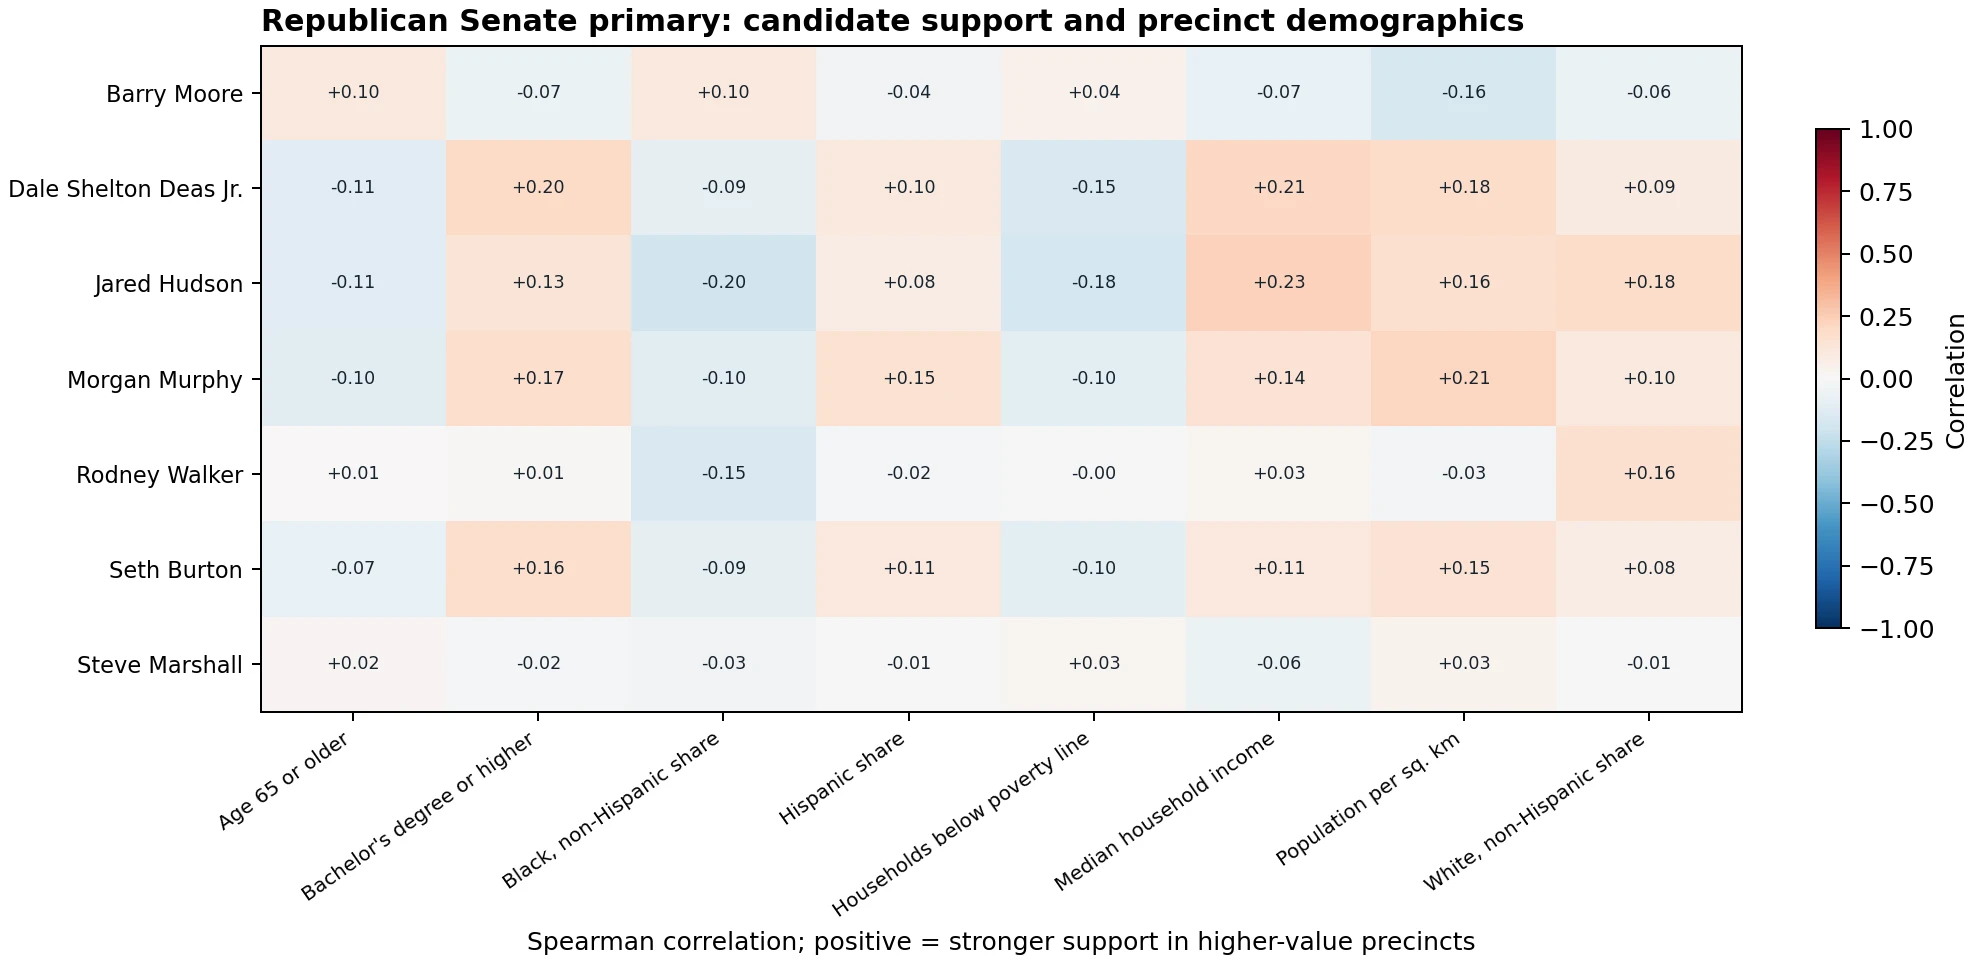 Republican Senate primary: candidate support and precinct demographics
Barry Moore +0.10 -0.07 +0.10 -0.04 +0.04 -0.07 -0.16 -0.06
Dale Shelton Deas Jr. -0.11 +0.20 -0.09 +0.10 -0.15 +0.21 +0.18 +0.09
Jared Hudson -0.11 +0.13 -0.20 +0.08 -0.18 +0.23 +0.16 +0.18
Morgan Murphy -0.10 +0.17 -0.10 +0.15 -0.10 +0.14 +0.21 +0.10
Rodney Walker +0.01 +0.01 -0.15 -0.02 -0.00 +0.03 -0.03 +0.16
Seth Burton -0.07 +0.16 -0.09 +0.11 -0.10 +0.11 +0.15 +0.08
Steve Marshall +0.02 -0.02 -0.03 -0.01 +0.03 -0.06 +0.03 -0.01
Age 65 or older
Bachelor's degree or higher
Black, non-Hispanic share
Hispanic share
Households below poverty line
Median household income
Population per sq. km
White, non-Hispanic share
Spearman correlation; positive = stronger support in higher-value precincts
1.00
0.75
0.50
0.25
0.00
−0.25
−0.50
−0.75
−1.00
Correlation